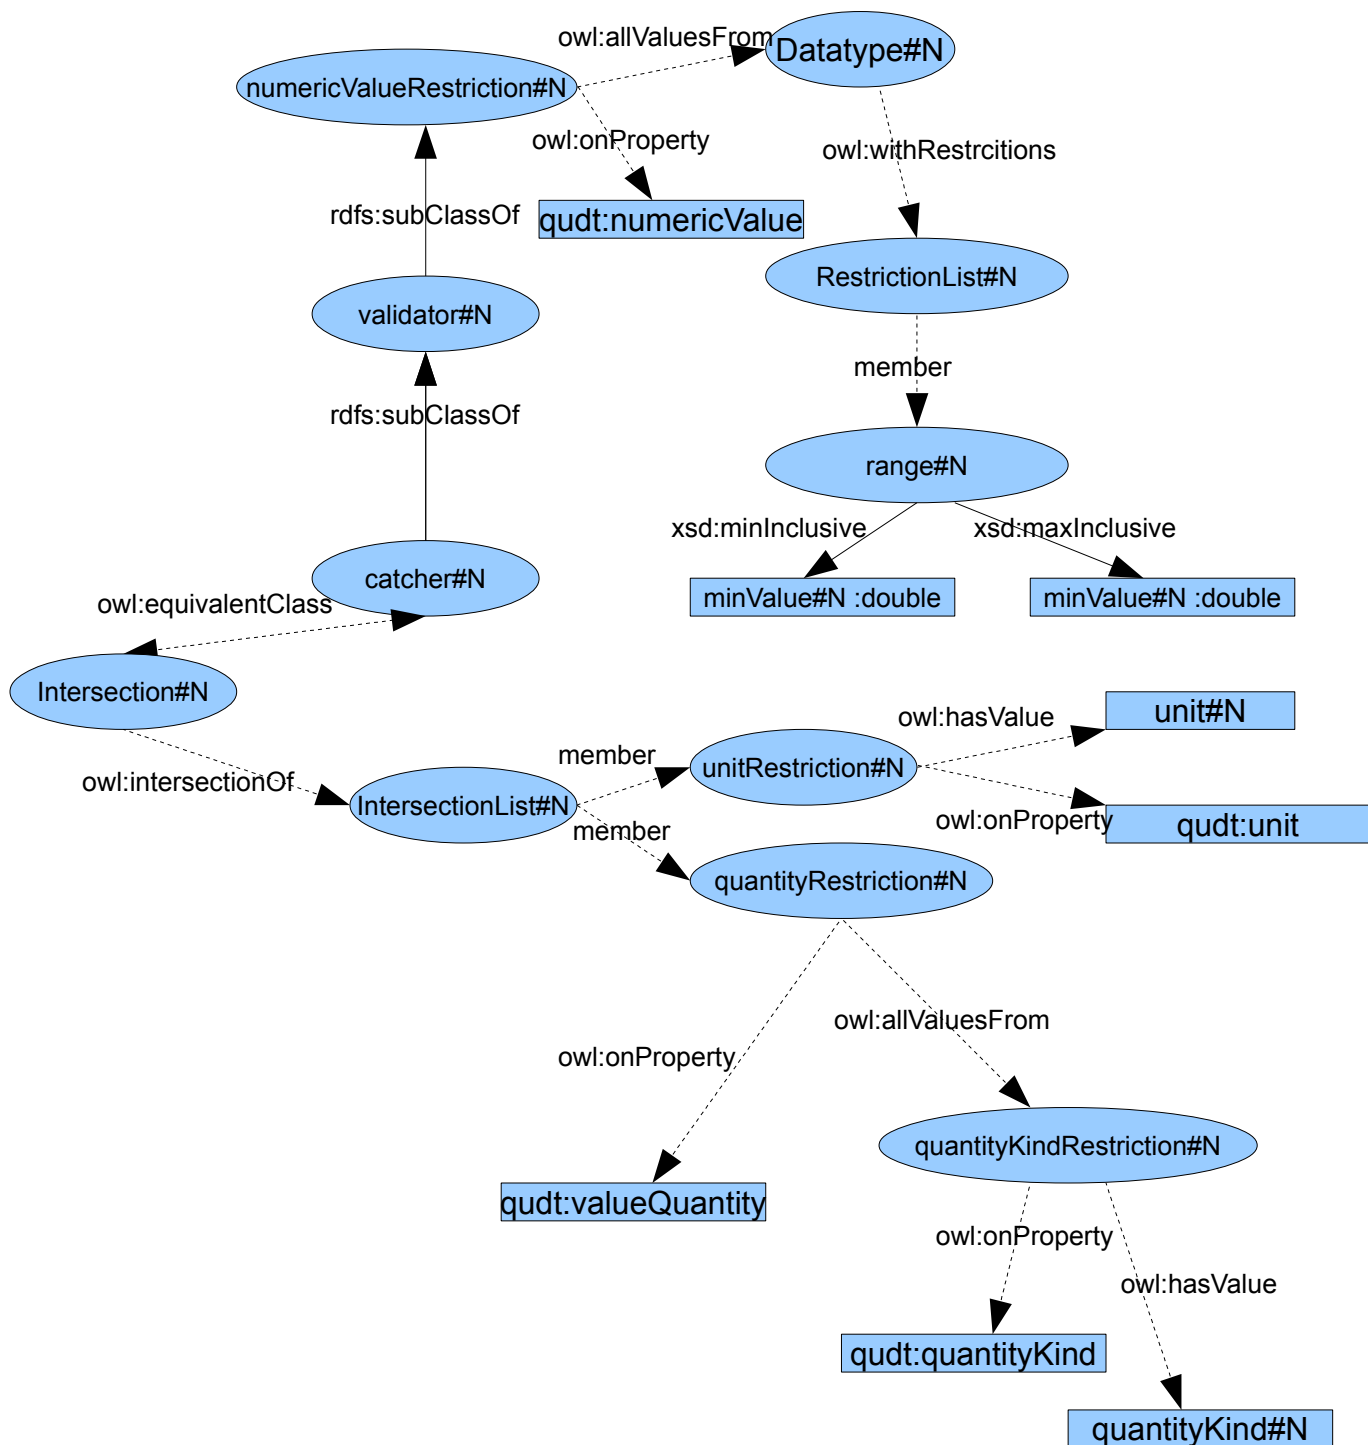 owl:allValuesFrom
Datatype#N
numericValueRestriction#N
owl:onProperty
owl:withRestrcitions
rdfs:subClassOf
qudt:numericValue
RestrictionList#N
validator#N
member
rdfs:subClassOf
range#N
xsd:minInclusive
xsd:maxInclusive
catcher#N
minValue#N :double
minValue#N :double
owl:equivalentClass
Intersection#N
owl:hasValue
unit#N
member
unitRestriction#N
owl:intersectionOf
IntersectionList#N
member
owl:onProperty
qudt:unit
quantityRestriction#N
owl:allValuesFrom
owl:onProperty
quantityKindRestriction#N
qudt:valueQuantity
owl:onProperty
owl:hasValue
qudt:quantityKind
quantityKind#N